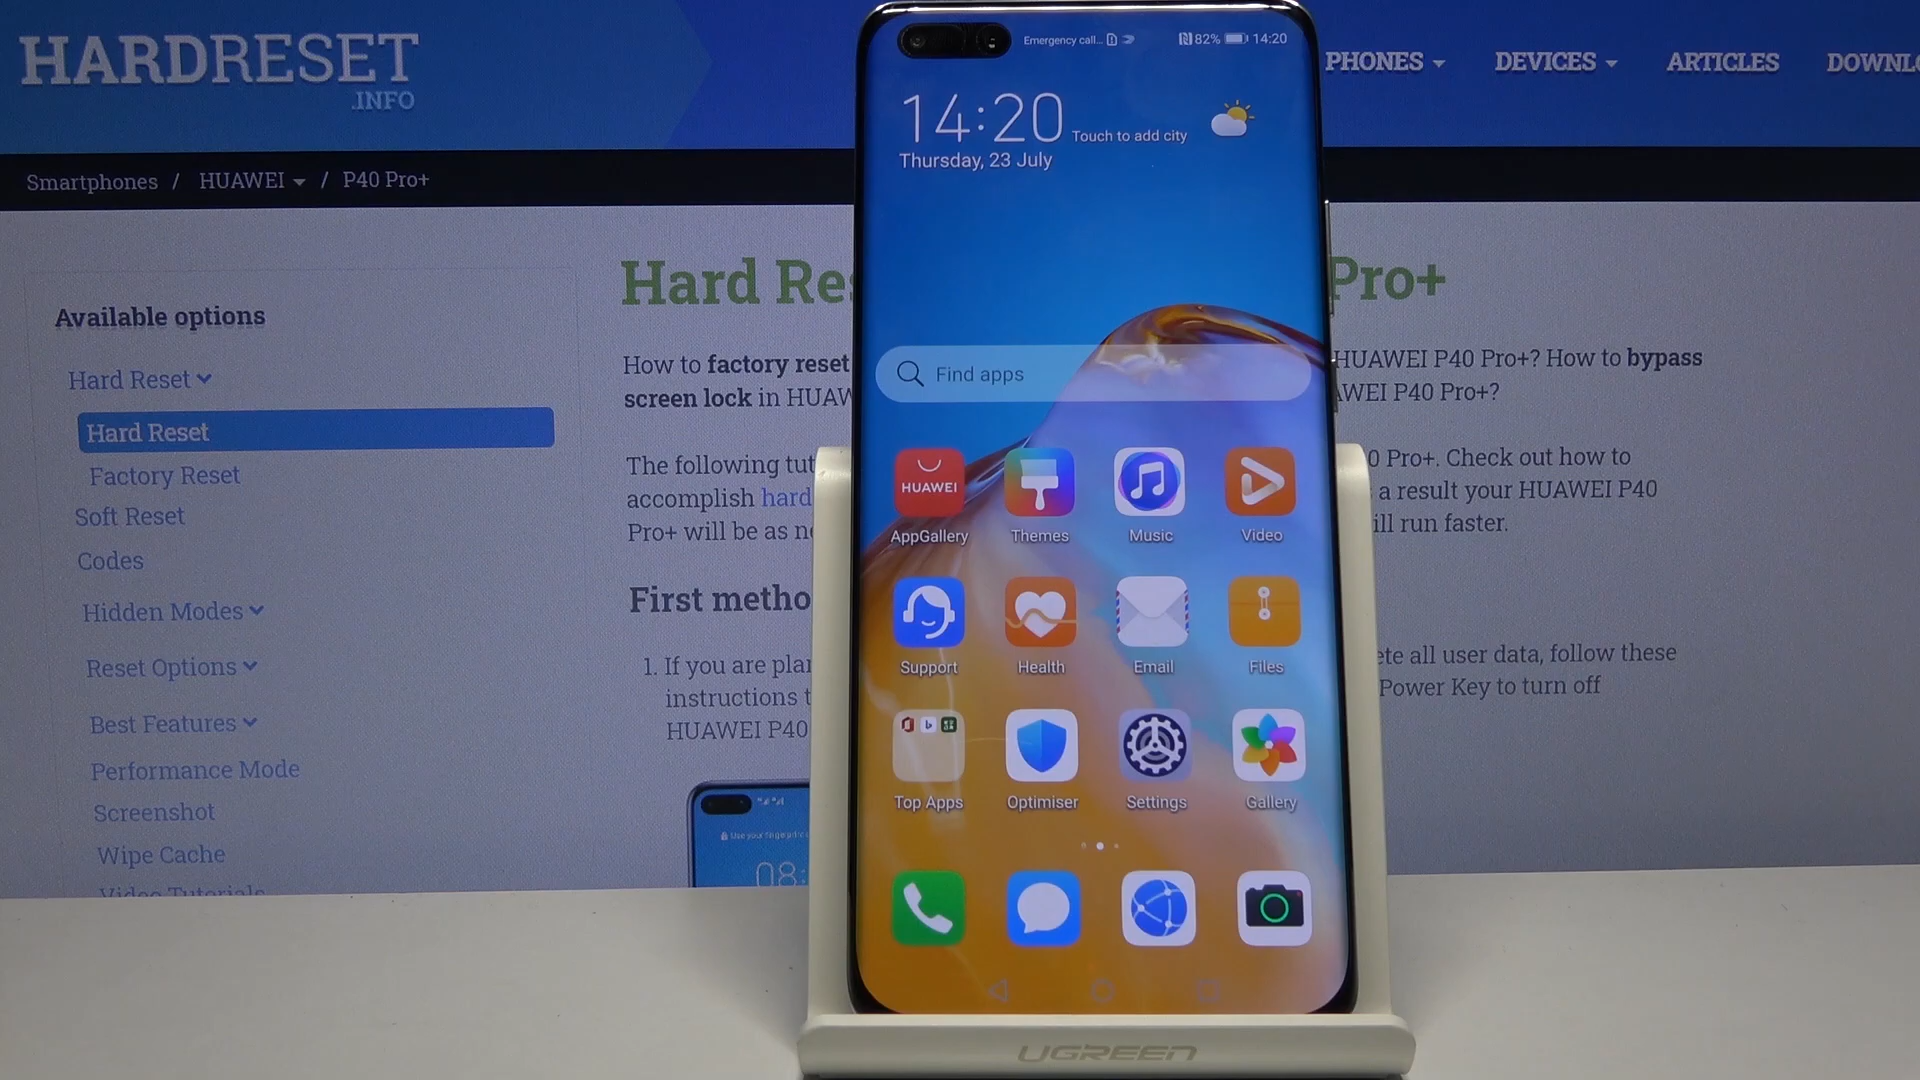 HARDRESET
.INFO
PHONES
DEVICES
ARTICLES
DOWNL
Smartphones / HUAWEI / P40 Pro+
Available options
Hard Reset
Hard Reset
Factory Reset
Soft Reset
Codes
Hidden Modes
Reset Options
Best Features
Performance Mode
Screenshot
Wipe Cache
Video Tutorials
Hard Re
Pro+
How to factory reset
HUAWEI P40 Pro+? How to bypass
screen lock in HUAW
WEI P40 Pro+?
The following tut
0 Pro+. Check out how to
accomplish hard
a result your HUAWEI P40
Pro+ will be as n
ill run faster.
First metho
1. If you are plan
ete all user data, follow these
instructions t
Power Key to turn off
HUAWEI P40
08:
Emergency call...
82%
14:20
14:20
Touch to add city
Thursday, 23 July
Find apps
HUAWEI
AppGallery
Themes
Music
Video
Support
Health
Email
Files
Top Apps
Optimiser
Settings
Gallery
UGREEN